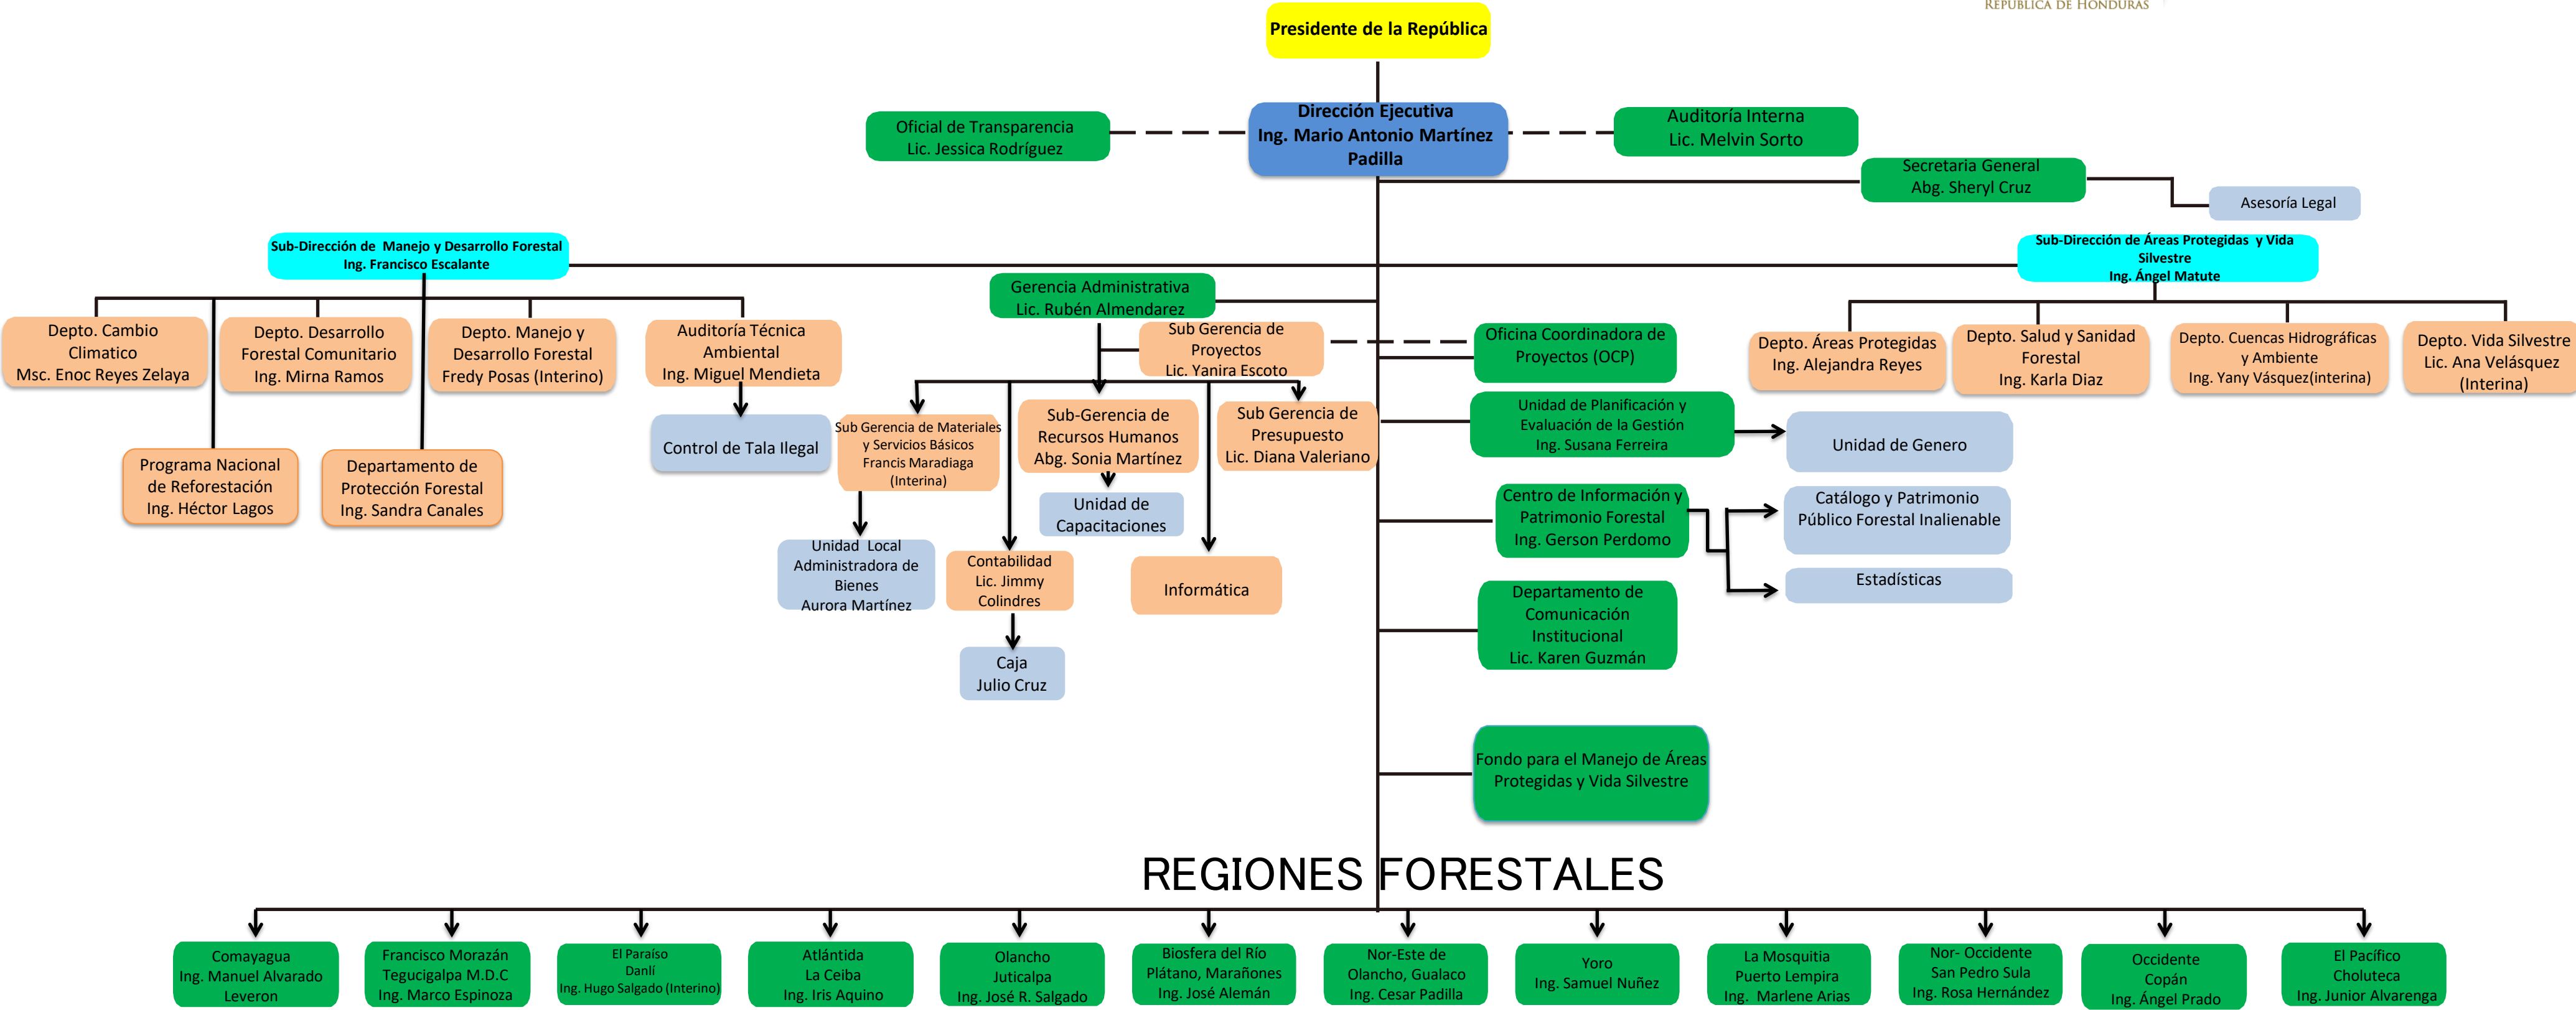 REPÚBLICA DE HONDURAS
Presidente de la República
Dirección Ejecutiva
Ing. Mario Antonio Martínez
Padilla
Oficial de Transparencia
Lic. Jessica Rodríguez
Auditoría Interna
Lic. Melvin Sorto
Secretaria General
Abg. Sheryl Cruz
Asesoría Legal
Sub-Dirección de Manejo y Desarrollo Forestal
Ing. Francisco Escalante
Sub-Dirección de Áreas Protegidas y Vida
Silvestre
Ing. Ángel Matute
Gerencia Administrativa
Lic. Rubén Almendarez
Depto. Cambio
Climatico
Msc. Enoc Reyes Zelaya
Depto. Desarrollo
Forestal Comunitario
Ing. Mirna Ramos
Depto. Manejo y
Desarrollo Forestal
Fredy Posas (Interino)
Auditoría Técnica
Ambiental
Ing. Miguel Mendieta
Sub Gerencia de
Proyectos
Lic. Yanira Escoto
Oficina Coordinadora de
Proyectos (OCP)
Depto. Áreas Protegidas
Ing. Alejandra Reyes
Depto. Salud y Sanidad
Forestal
Ing. Karla Diaz
Depto. Cuencas Hidrográficas
y Ambiente
Ing. Yany Vásquez(interina)
Depto. Vida Silvestre
Lic. Ana Velásquez
(Interina)
Programa Nacional
de Reforestación
Ing. Héctor Lagos
Departamento de
Protección Forestal
Ing. Sandra Canales
Control de Tala Ilegal
Sub Gerencia de Materiales
y Servicios Básicos
Francis Maradiaga
(Interina)
Sub-Gerencia de
Recursos Humanos
Abg. Sonia Martínez
Sub Gerencia de
Presupuesto
Lic. Diana Valeriano
Unidad de Planificación y
Evaluación de la Gestión
Ing. Susana Ferreira
Unidad de Genero
Unidad de
Capacitaciones
Centro de Información y
Patrimonio Forestal
Ing. Gerson Perdomo
Catálogo y Patrimonio
Público Forestal Inalienable
Estadísticas
Unidad Local
Administradora de
Bienes
Aurora Martínez
Contabilidad
Lic. Jimmy
Colindres
Informática
Departamento de
Comunicación
Institucional
Lic. Karen Guzmán
Caja
Julio Cruz
Fondo para el Manejo de Áreas
Protegidas y Vida Silvestre
REGIONES FORESTALES
Comayagua
Ing. Manuel Alvarado
Leveron
Francisco Morazán
Tegucigalpa M.D.C
Ing. Marco Espinoza
El Paraíso
Danlí
Ing. Hugo Salgado (Interino)
Atlántida
La Ceiba
Ing. Iris Aquino
Olancho
Juticalpa
Ing. José R. Salgado
Biosfera del Río
Plátano, Marañones
Ing. José Alemán
Nor-Este de
Olancho, Gualaco
Ing. Cesar Padilla
Yoro
Ing. Samuel Nuñez
La Mosquitia
Puerto Lempira
Ing. Marlene Arias
Nor- Occidente
San Pedro Sula
Ing. Rosa Hernández
Occidente
Copán
Ing. Ángel Prado
El Pacífico
Choluteca
Ing. Junior Alvarenga